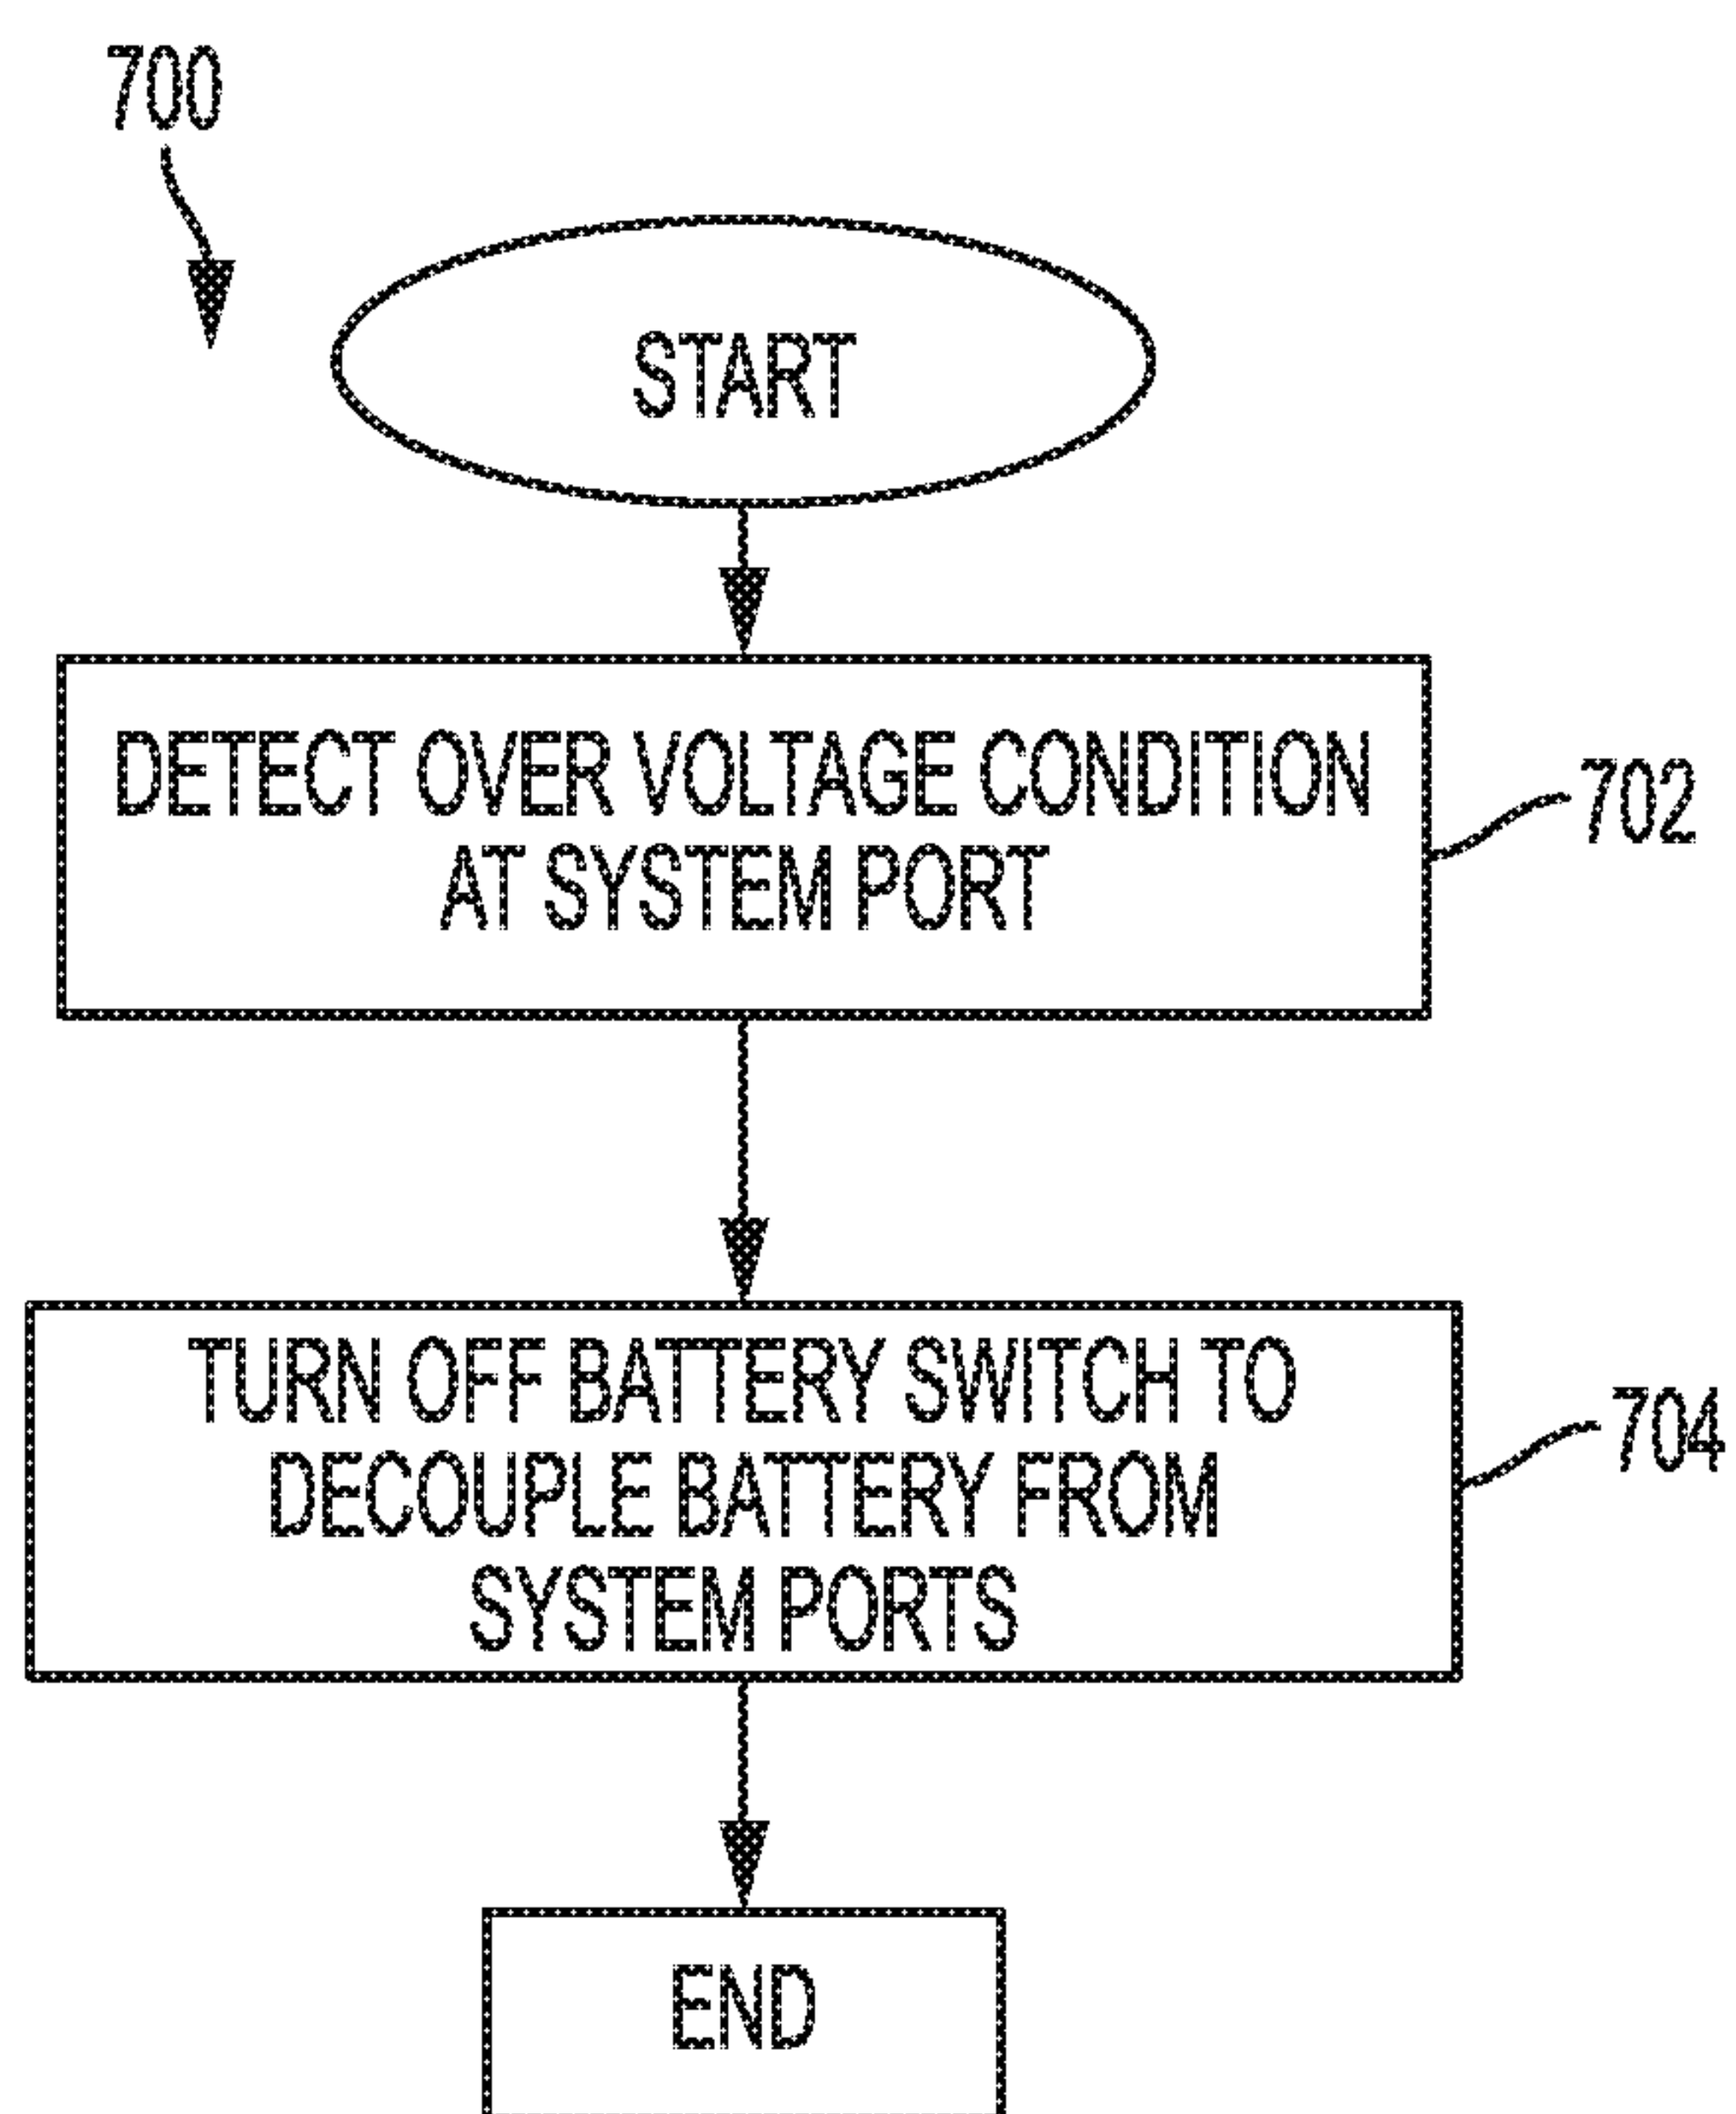 700
START
DETECT OVER VOLTAGE CONDITION
AT SYSTEM PORT
702
TURN OFF BATTERY SWITCH TO
DECOUPLE BATTERY FROM
SYSTEM PORTS
704
END